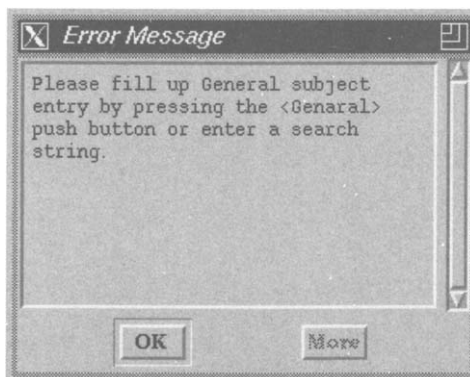 Error Message
Please fill up General subject
entry by pressing the <Genaral>
push button or enter a search
string.
OK
More